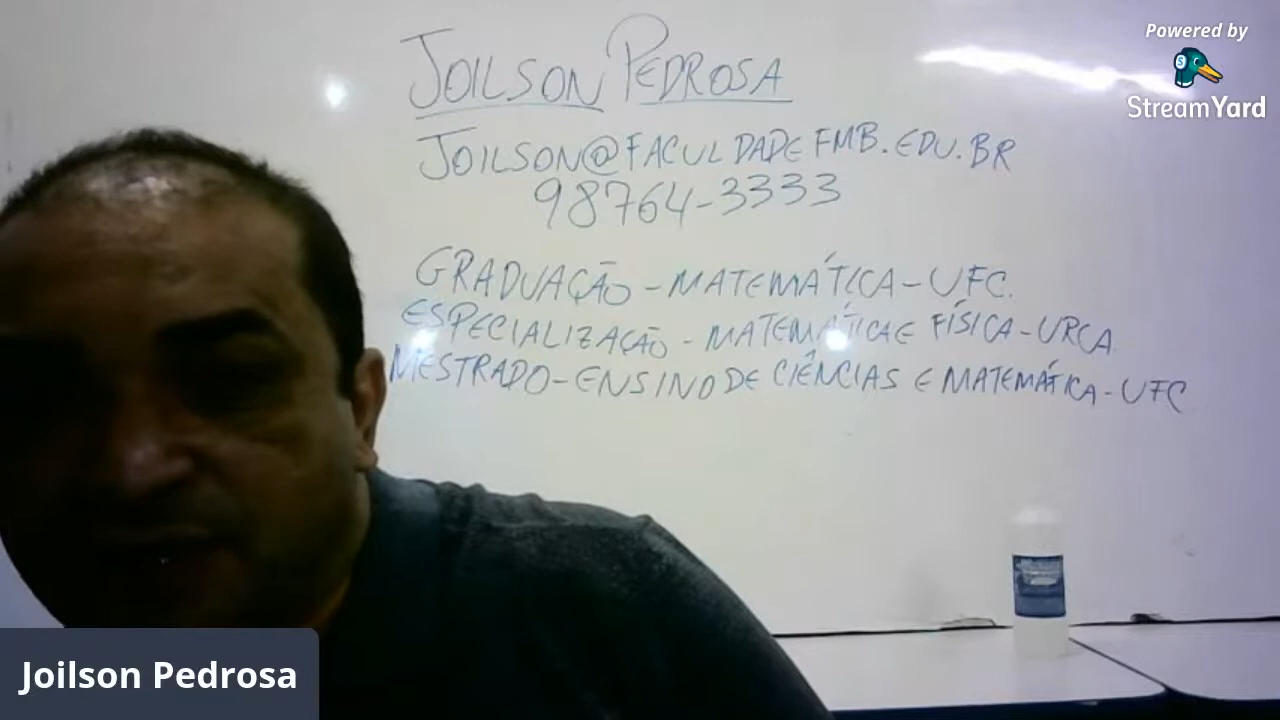 Powered by
StreamYard
JOILSON PEDROSA
JOILSON@FACULDADEFMB.EDU.BR
98764-3333
GRADUAÇÃO - MATEMÁTICA - UFC.
ESPECIALIZAÇÃO - MATEMÁTICA E FÍSICA - URCA
MESTRADO - ENSINO DE CIÊNCIAS E MATEMÁTICA - UFC
Joilson Pedrosa